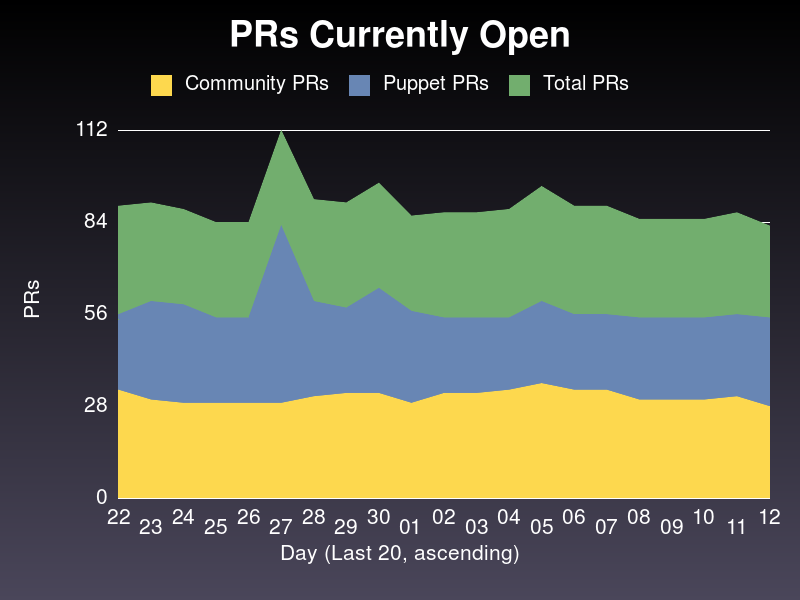 PRs Currently Open
Community PRs Puppet PRs Total PRs
112
84
56
28
0
PRs
22 23 24 25 26 27 28 29 30 01 02 03 04 05 06 07 08 09 10 11 12
Day (Last 20, ascending)